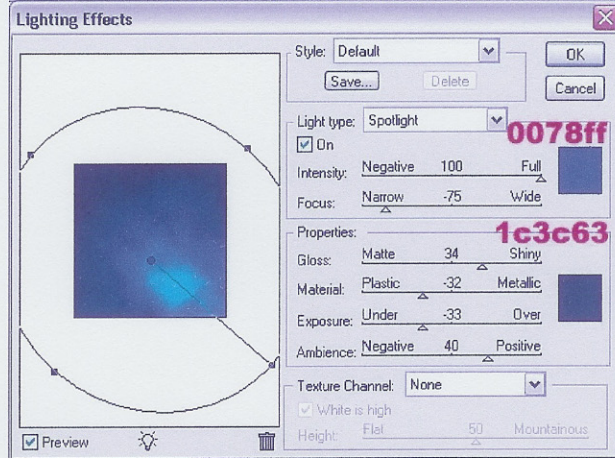 Lighting Effects
Style: Default
OK
Save... Delete
Cancel
Light type: Spotlight
0078ff
On
Intensity: Negative 100 Full
Focus: Narrow -75 Wide
Properties:
1c3c63
Gloss: Matte 34 Shiny
Material: Plastic -32 Metallic
Exposure: Under -33 Over
Ambience: Negative 40 Positive
Texture Channel: None
White is high
Height: Flat 50 Mountainous
Preview